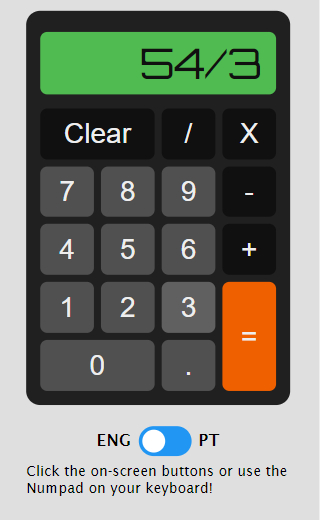 54/3
Clear / X
7 8 9 -
4 5 6 +
1 2 3
=
0 .
ENG PT
Click the on-screen buttons or use the
Numpad on your keyboard!